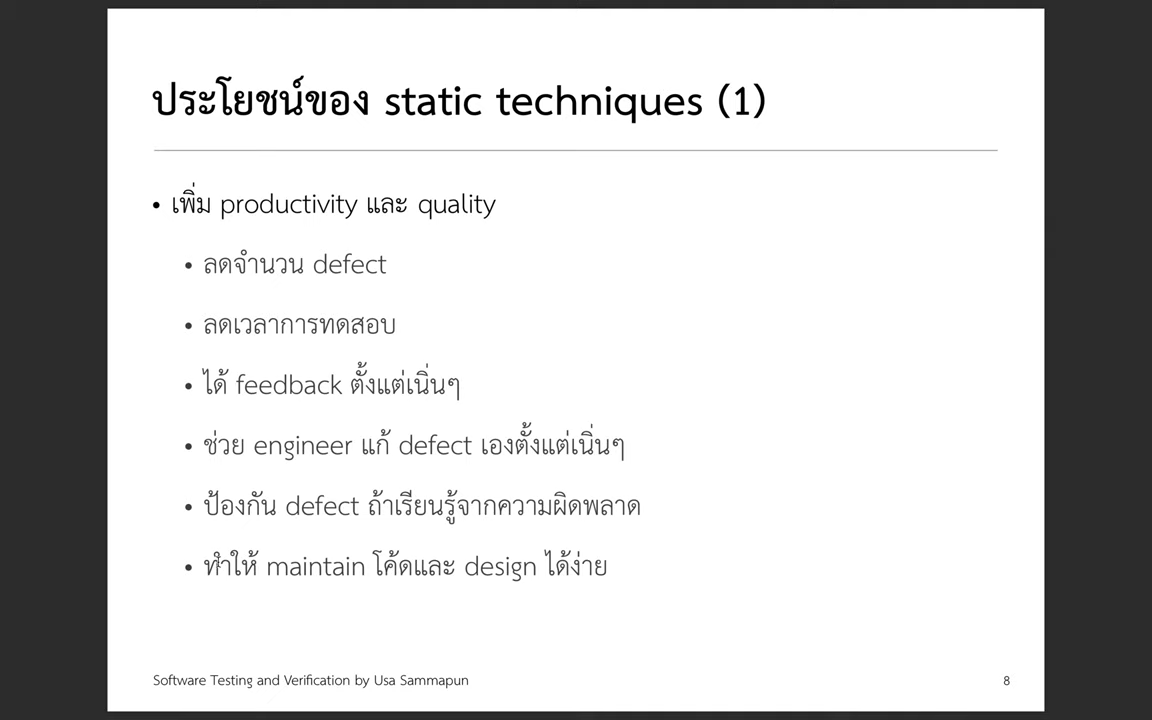 ประโยชน์ของ static techniques (1)
• เพิ่ม productivity และ quality
• ลดจำนวน defect
• ลดเวลาการทดสอบ
• ได้ feedback ตั้งแต่เนิ่นๆ
• ช่วย engineer แก้ defect เองตั้งแต่เนิ่นๆ
• ป้องกัน defect ถ้าเรียนรู้จากความผิดพลาด
• ทำให้ maintain โค้ดและ design ได้ง่าย
Software Testing and Verification by Usa Sammapun
8